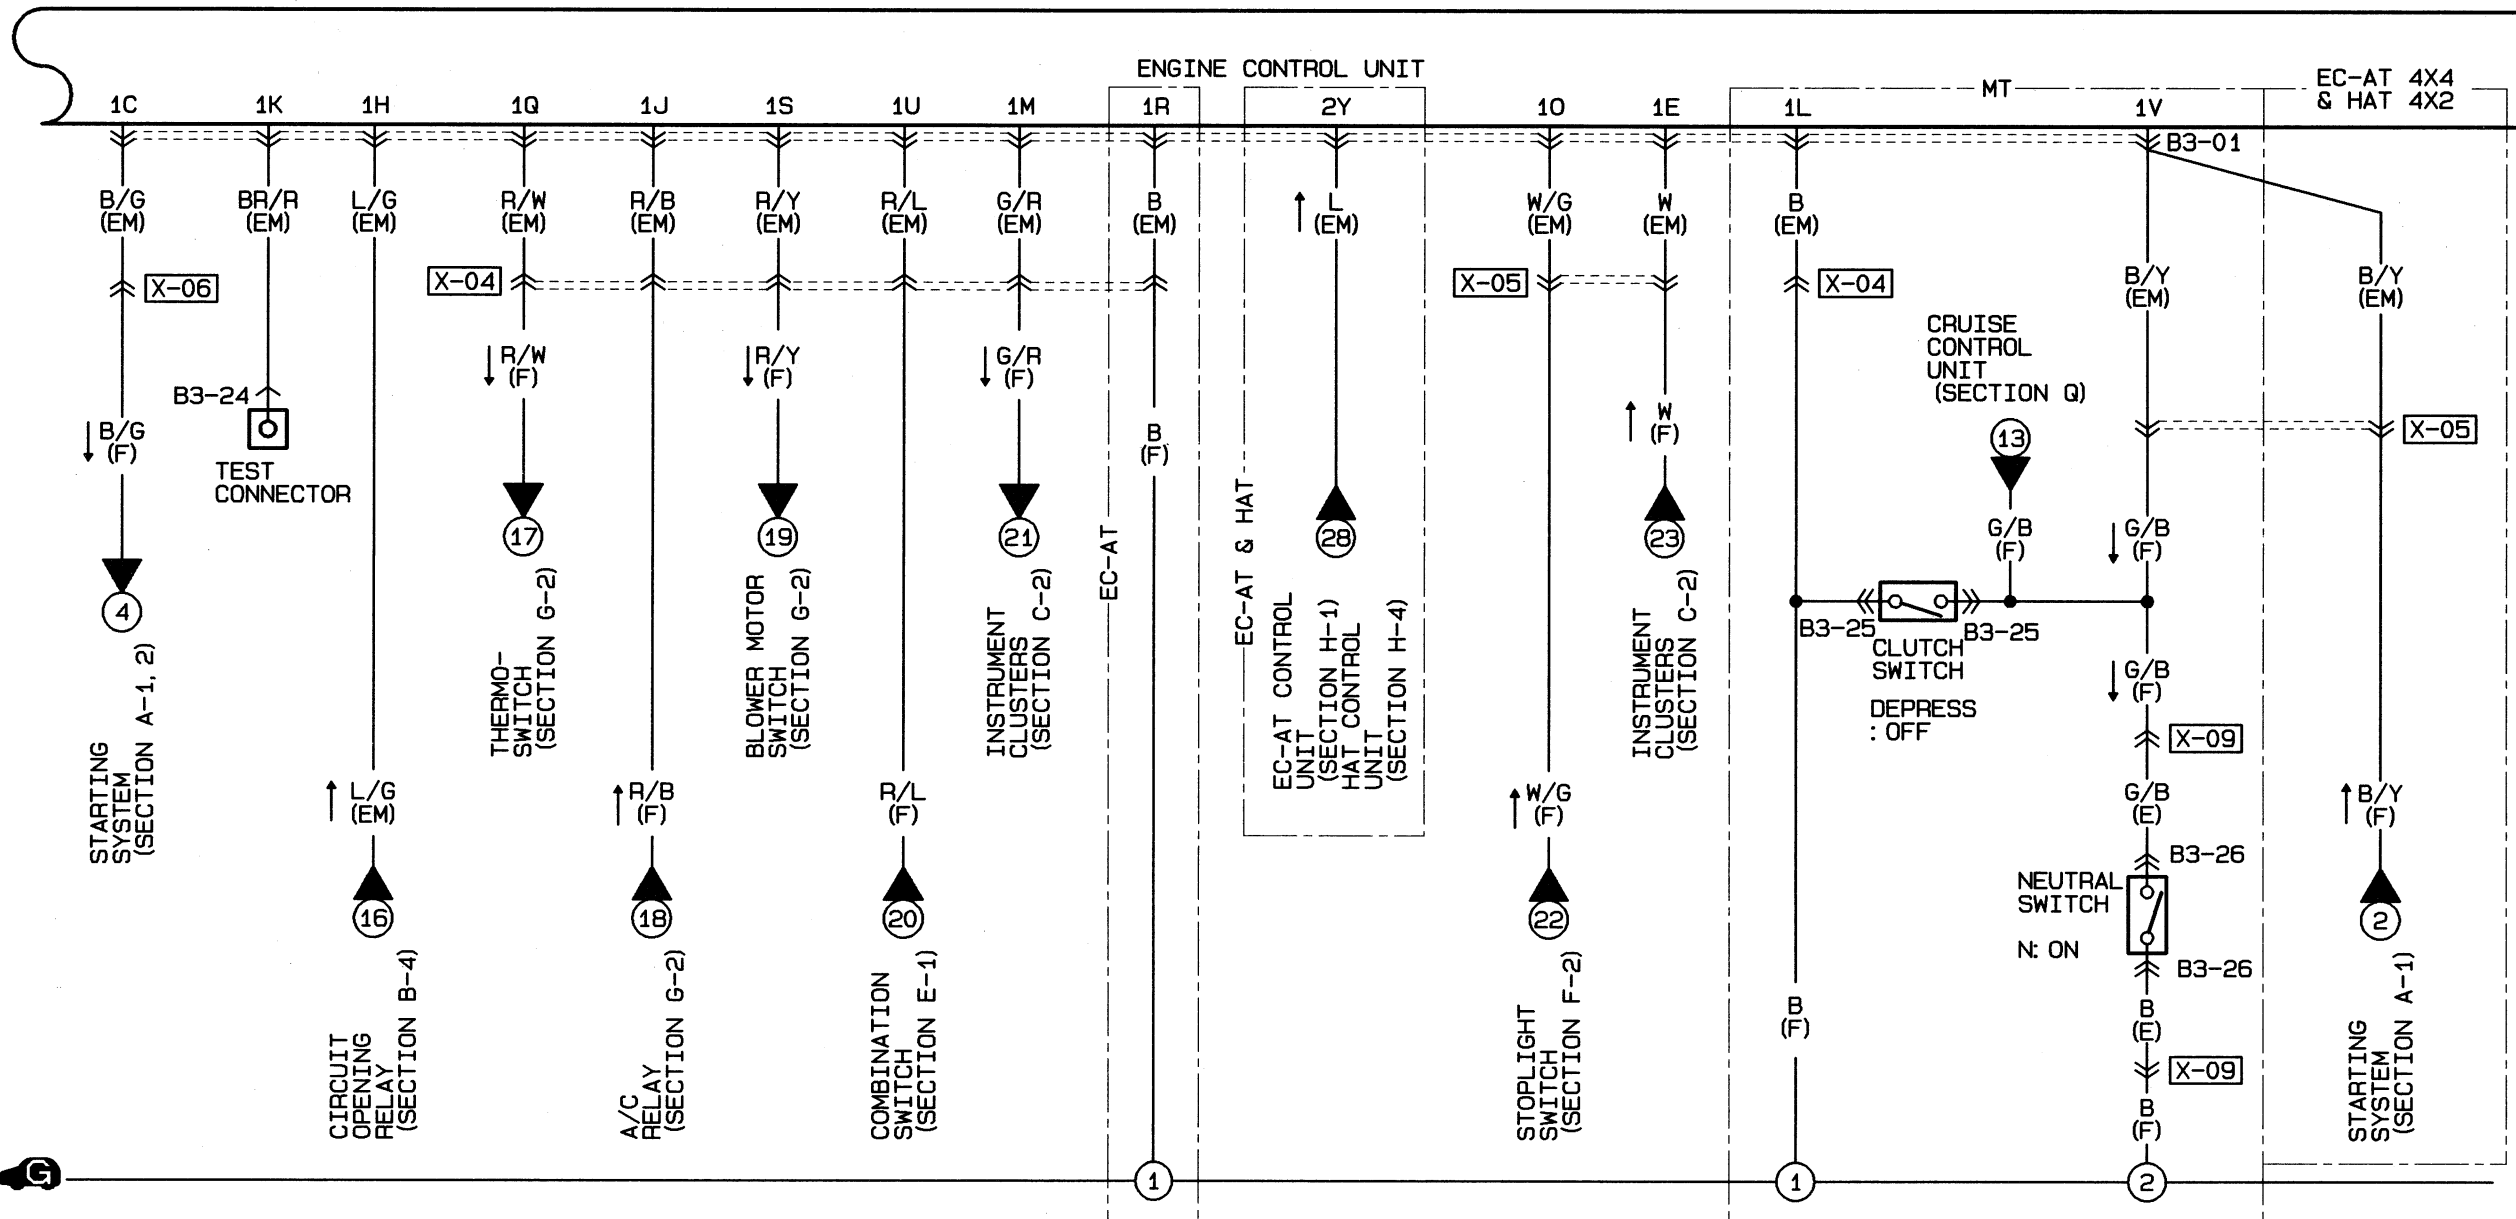 ENGINE CONTROL UNIT
MT
EC-AT 4X4
& HAT 4X2
1C
1K
1H
1Q
1J
1S
1U
1M
1R
2Y
1O
1E
1L
1V
B3-01
B/G
(EM)
BR/R
(EM)
L/G
(EM)
R/W
(EM)
R/B
(EM)
R/Y
(EM)
R/L
(EM)
G/R
(EM)
B
(EM)
L
(EM)
W/G
(EM)
W
(EM)
B
(EM)
B/Y
(EM)
B/Y
(EM)
X-06
X-04
X-05
X-04
CRUISE
CONTROL
UNIT
(SECTION Q)
13
X-05
R/W
(F)
R/Y
(F)
G/R
(F)
B3-24
TEST
CONNECTOR
B/G
(F)
B
(F)
W
(F)
17
19
21
28
23
G/B
(F)
G/B
(F)
EC-AT
EC-AT & HAT
4
STARTING
SYSTEM
(SECTION A-1, 2)
THERMO-
SWITCH
(SECTION G-2)
BLOWER MOTOR
SWITCH
(SECTION G-2)
INSTRUMENT
CLUSTERS
(SECTION C-2)
EC-AT CONTROL
UNIT
(SECTION H-1)
HAT CONTROL
UNIT
(SECTION H-4)
INSTRUMENT
CLUSTERS
(SECTION C-2)
B3-25
B3-25
CLUTCH
SWITCH
DEPRESS
: OFF
G/B
(F)
X-09
L/G
(EM)
R/B
(F)
R/L
(F)
W/G
(F)
G/B
(E)
B/Y
(F)
B3-26
NEUTRAL
SWITCH
N: ON
B3-26
16
18
20
22
2
CIRCUIT
OPENING
RELAY
(SECTION B-4)
A/C
RELAY
(SECTION G-2)
COMBINATION
SWITCH
(SECTION E-1)
STOPLIGHT
SWITCH
(SECTION F-2)
B
(F)
B
(E)
X-09
B
(F)
STARTING
SYSTEM
(SECTION A-1)
G
1
1
2